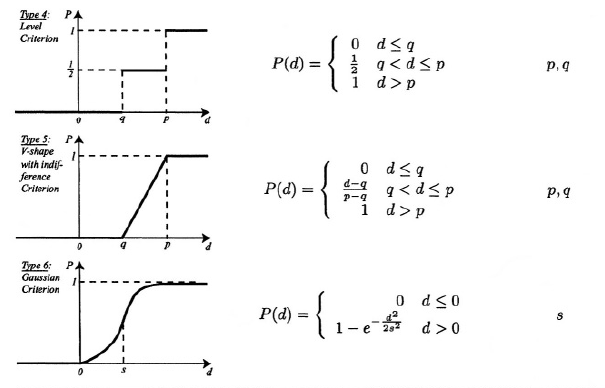 Type 4:
Level
Criterion
P
1
1/2
0 q p d
P(d) = { 0 d ≤ q
1/2 q < d ≤ p
1 d > p
p, q
Type 5:
V-shape
with indif-
ference
Criterion
P
1
0 q p d
P(d) = { 0 d ≤ q
d−q/p−q q < d ≤ p
1 d > p
p, q
Type 6:
Gaussian
Criterion
P
1
0 s d
P(d) = { 0 d ≤ 0
1 − e^{−d²/2s²} d > 0
s